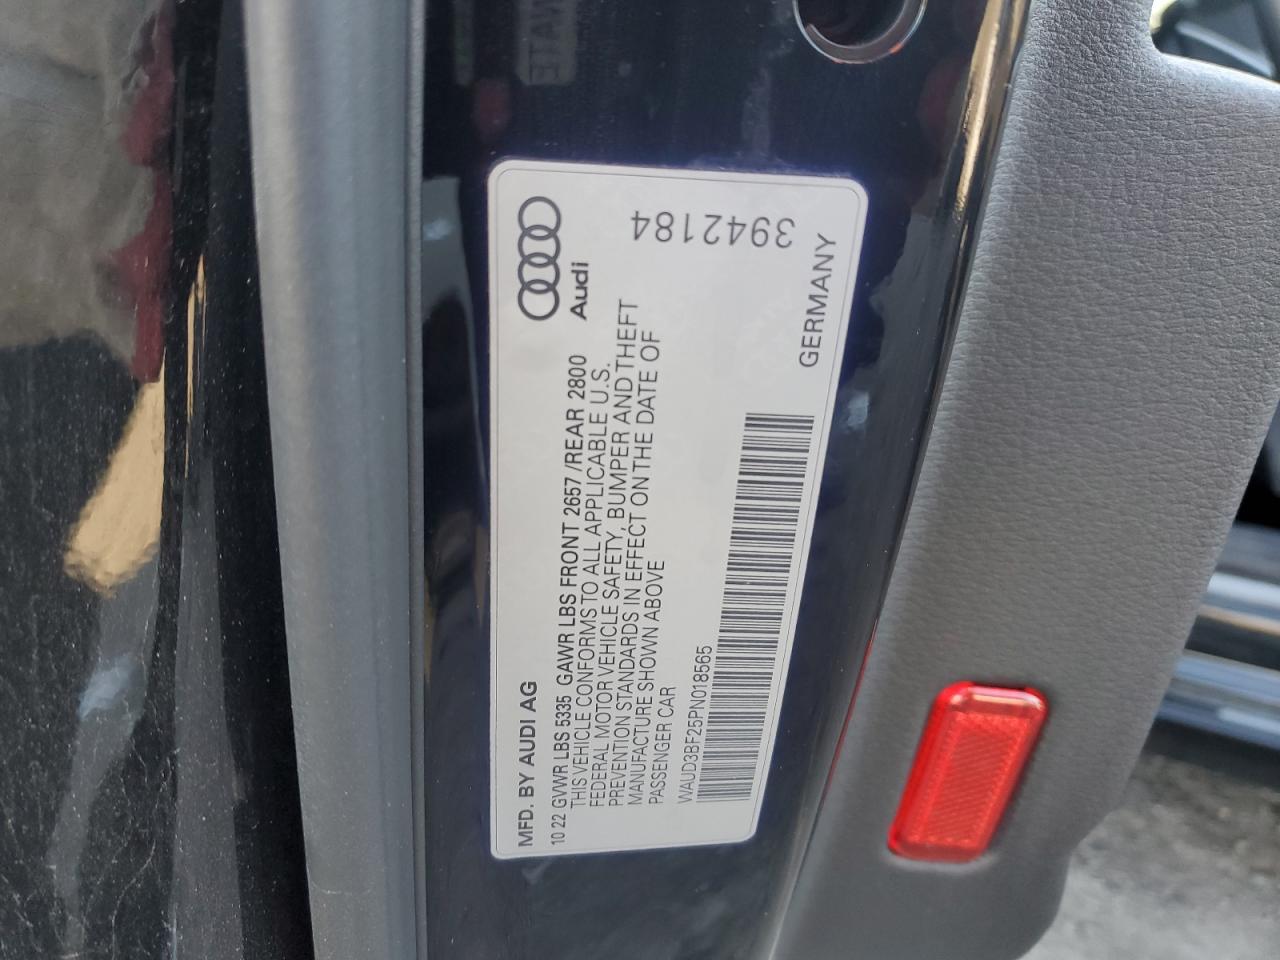 MFD. BY AUDI AG
Audi
10 22 GVWR LBS 5335 GAWR LBS FRONT 2657 /REAR 2800
THIS VEHICLE CONFORMS TO ALL APPLICABLE U.S.
FEDERAL MOTOR VEHICLE SAFETY, BUMPER AND THEFT
PREVENTION STANDARDS IN EFFECT ON THE DATE OF
MANUFACTURE SHOWN ABOVE
PASSENGER CAR
WAUD3BF25PN018565
GERMANY
3942184